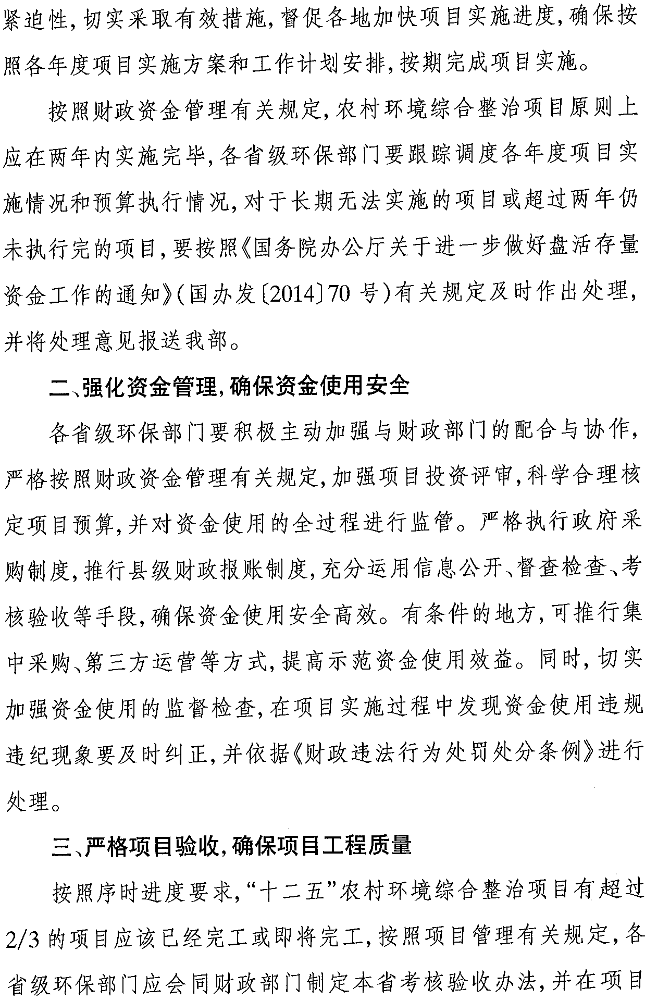 紧迫性,切实采取有效措施,督促各地加快项目实施进度,确保按
照各年度项目实施方案和工作计划安排,按期完成项目实施。
按照财政资金管理有关规定,农村环境综合整治项目原则上
应在两年内实施完毕,各省级环保部门要跟踪调度各年度项目实
施情况和预算执行情况,对于长期无法实施的项目或超过两年仍
未执行完的项目,要按照《国务院办公厅关于进一步做好盘活存量
资金工作的通知》(国办发〔2014〕70 号)有关规定及时作出处理,
并将处理意见报送我部。
二、强化资金管理,确保资金使用安全
各省级环保部门要积极主动加强与财政部门的配合与协作,
严格按照财政资金管理有关规定,加强项目投资评审,科学合理核
定项目预算,并对资金使用的全过程进行监管。严格执行政府采
购制度,推行县级财政报账制度,充分运用信息公开、督查检查、考
核验收等手段,确保资金使用安全高效。有条件的地方,可推行集
中采购、第三方运营等方式,提高示范资金使用效益。同时,切实
加强资金使用的监督检查,在项目实施过程中发现资金使用违规
违纪现象要及时纠正,并依据《财政违法行为处罚处分条例》进行
处理。
三、严格项目验收,确保项目工程质量
按照序时进度要求,“十二五”农村环境综合整治项目有超过
2/3 的项目应该已经完工或即将完工,按照项目管理有关规定,各
省级环保部门应会同财政部门制定本省考核验收办法,并在项目